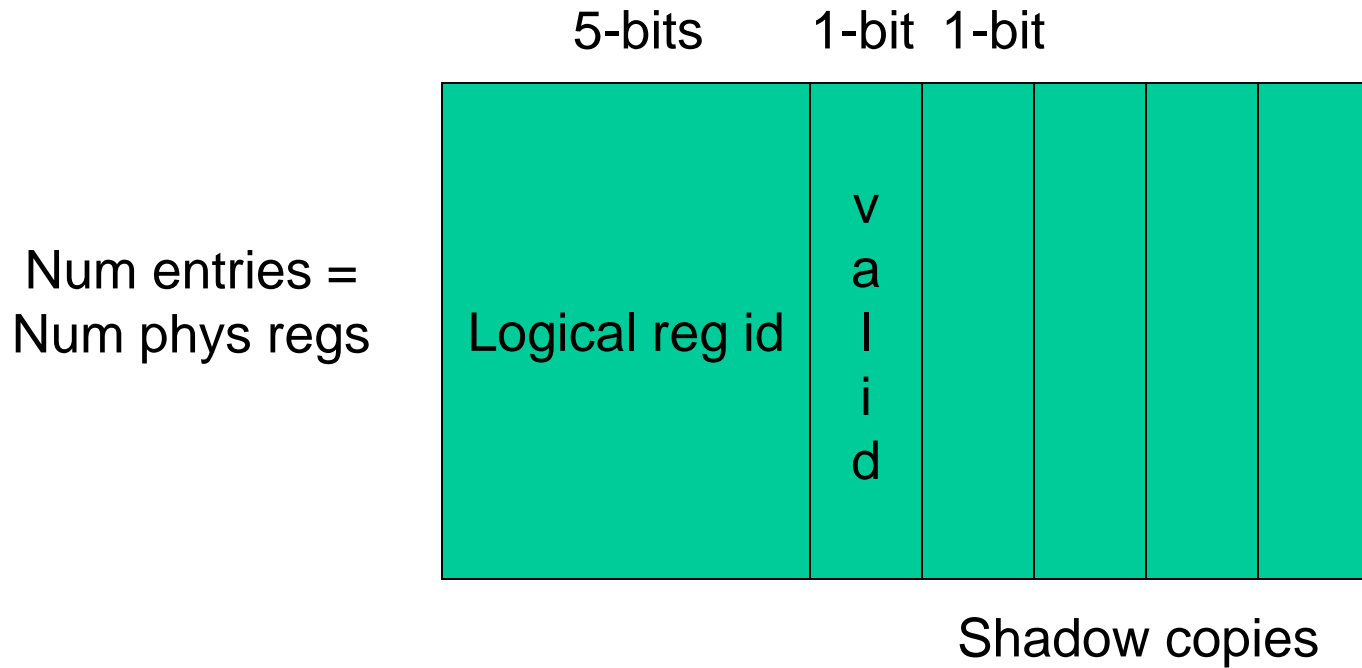 5-bits 1-bit 1-bit
Num entries =
Num phys regs
Logical reg id
v
a
l
i
d
Shadow copies